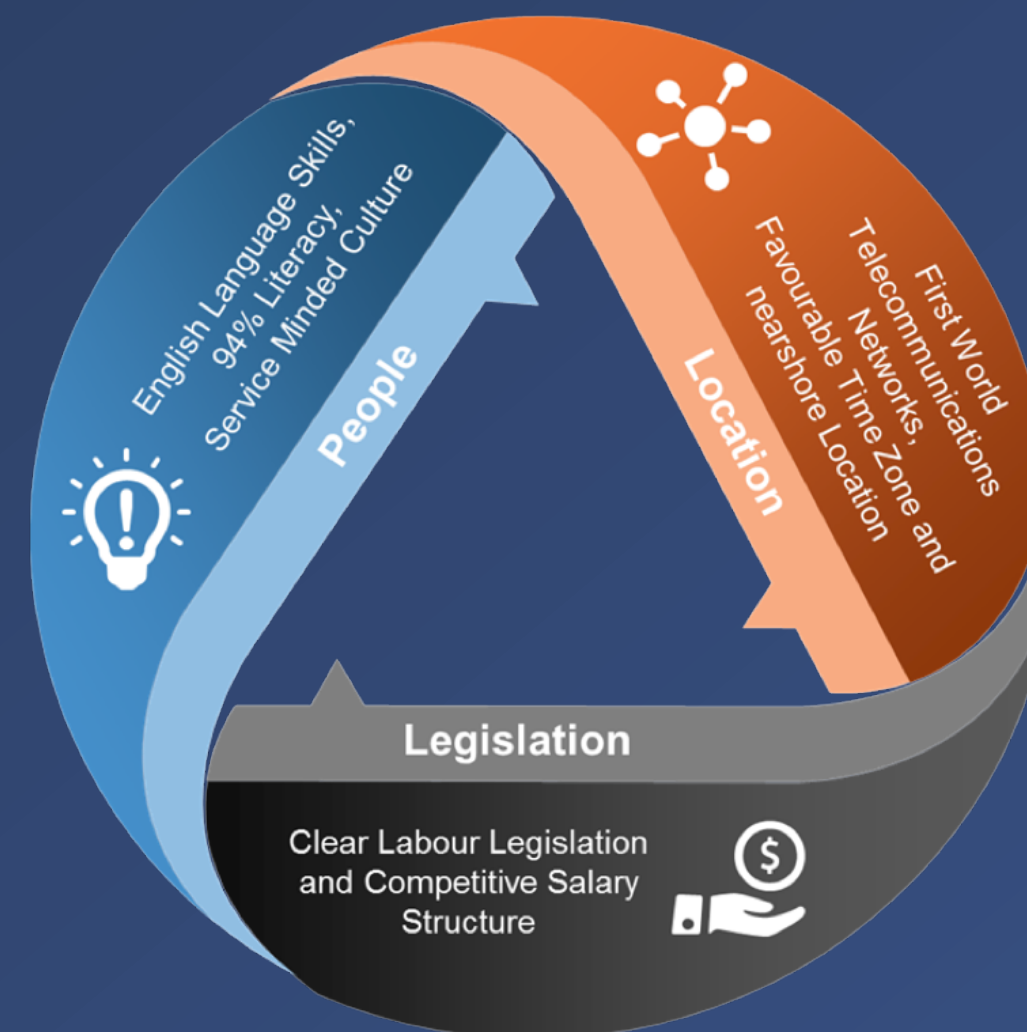 English Language Skills,
94% Literacy,
Service Minded Culture
People
First World
Telecommunications
Networks,
Favourable Time Zone and
nearshore Location
Location
Legislation
Clear Labour Legislation
and Competitive Salary
Structure
$